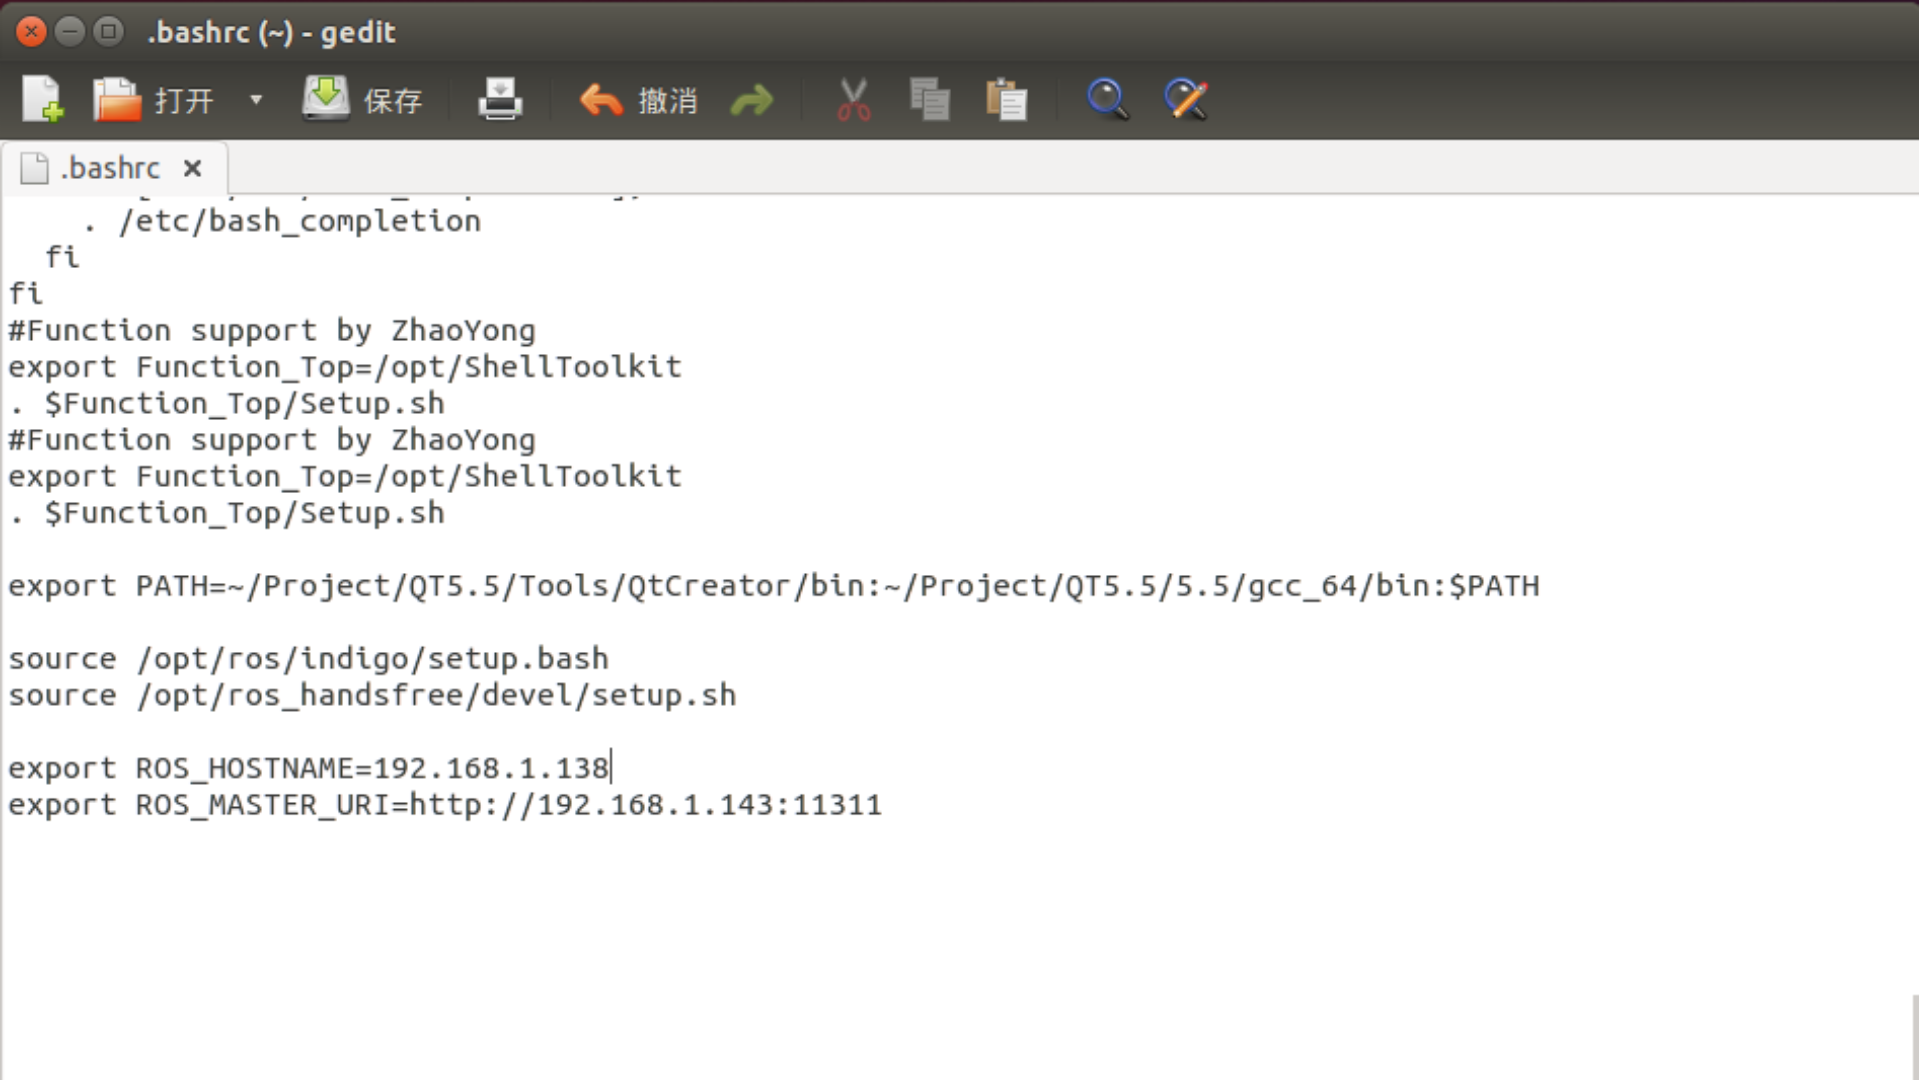 .bashrc (~) - gedit
打开 保存 撤消
.bashrc
. /etc/bash_completion
fi
fi
#Function support by ZhaoYong
export Function_Top=/opt/ShellToolkit
. $Function_Top/Setup.sh
#Function support by ZhaoYong
export Function_Top=/opt/ShellToolkit
. $Function_Top/Setup.sh
export PATH=~/Project/QT5.5/Tools/QtCreator/bin:~/Project/QT5.5/5.5/gcc_64/bin:$PATH
source /opt/ros/indigo/setup.bash
source /opt/ros_handsfree/devel/setup.sh
export ROS_HOSTNAME=192.168.1.138
export ROS_MASTER_URI=http://192.168.1.143:11311